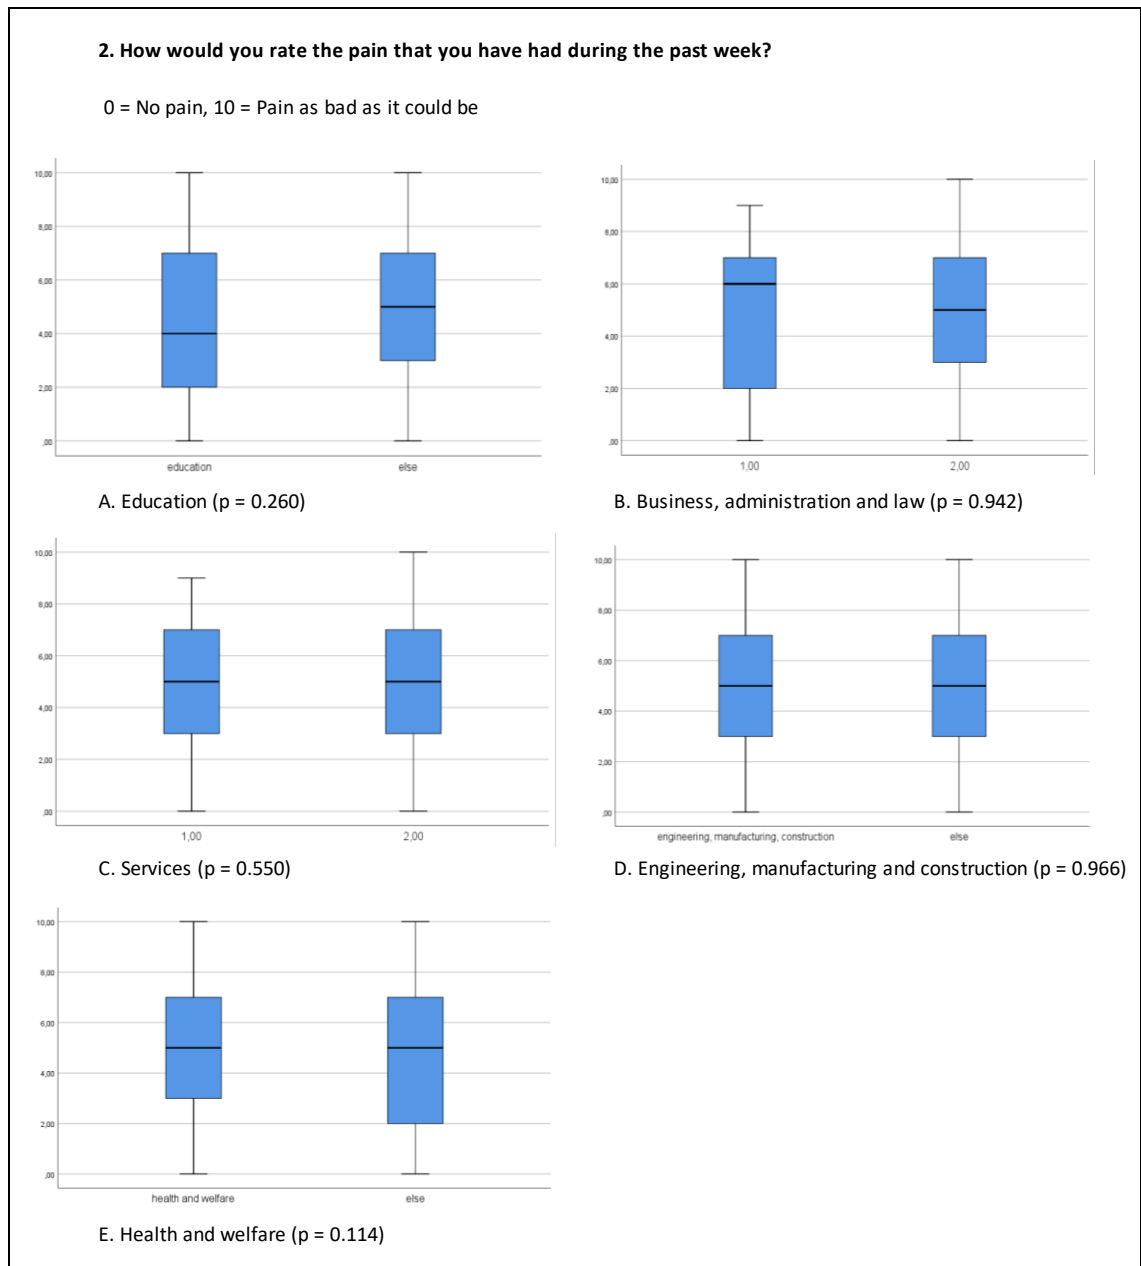 2. How would you rate the pain that you have had during the past week?
0 = No pain, 10 = Pain as bad as it could be
10,00
8,00
6,00
4,00
2,00
,00
education
else
A. Education (p = 0.260)
10,00
8,00
6,00
4,00
2,00
,00
1,00
2,00
B. Business, administration and law (p = 0.942)
10,00
8,00
6,00
4,00
2,00
,00
1,00
2,00
C. Services (p = 0.550)
10,00
8,00
6,00
4,00
2,00
,00
engineering, manufacturing, construction
else
D. Engineering, manufacturing and construction (p = 0.966)
10,00
8,00
6,00
4,00
2,00
,00
health and welfare
else
E. Health and welfare (p = 0.114)